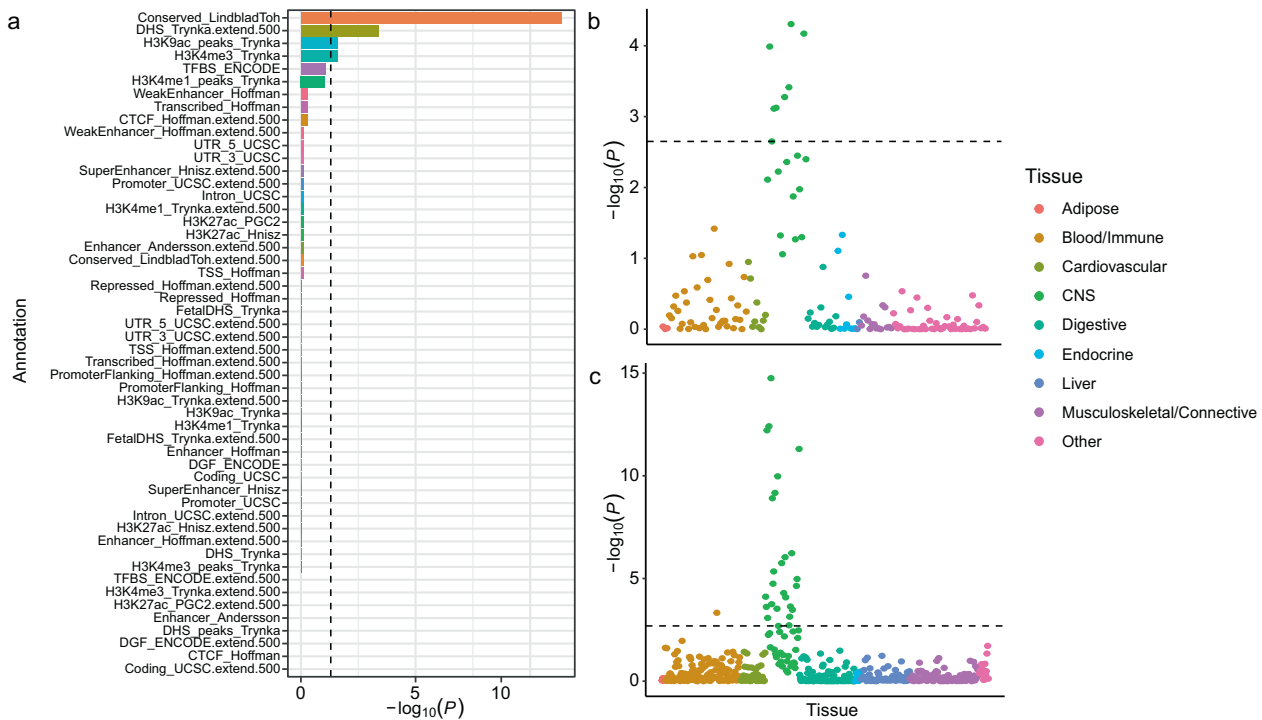 a
Conserved_LindbladToh
DHS_Trynka.extend.500
H3K9ac_peaks_Trynka
H3K4me3_Trynka
TFBS_ENCODE
H3K4me1_peaks_Trynka
WeakEnhancer_Hoffman
Transcribed_Hoffman
CTCF_Hoffman.extend.500
WeakEnhancer_Hoffman.extend.500
UTR_5_UCSC
UTR_3_UCSC
SuperEnhancer_Hnisz.extend.500
Promoter_UCSC.extend.500
Intron_UCSC
H3K4me1_Trynka.extend.500
H3K27ac_PGC2
H3K27ac_Hnisz
Enhancer_Andersson.extend.500
Conserved_LindbladToh.extend.500
TSS_Hoffman
Repressed_Hoffman.extend.500
Repressed_Hoffman
FetalDHS_Trynka
UTR_5_UCSC.extend.500
UTR_3_UCSC.extend.500
TSS_Hoffman.extend.500
Transcribed_Hoffman.extend.500
PromoterFlanking_Hoffman.extend.500
PromoterFlanking_Hoffman
H3K9ac_Trynka.extend.500
H3K9ac_Trynka
H3K4me1_Trynka
FetalDHS_Trynka.extend.500
Enhancer_Hoffman
DGF_ENCODE
Coding_UCSC
SuperEnhancer_Hnisz
Promoter_UCSC
Intron_UCSC.extend.500
H3K27ac_Hnisz.extend.500
Enhancer_Hoffman.extend.500
DHS_Trynka
H3K4me3_peaks_Trynka
TFBS_ENCODE.extend.500
H3K4me3_Trynka.extend.500
H3K27ac_PGC2.extend.500
Enhancer_Andersson
DHS_peaks_Trynka
DGF_ENCODE.extend.500
CTCF_Hoffman
Coding_UCSC.extend.500
Annotation
0 5 10
−log10(P)
b
4
3
2
1
0
−log10(P)
c
15
10
5
0
−log10(P)
Tissue
Tissue
Adipose
Blood/Immune
Cardiovascular
CNS
Digestive
Endocrine
Liver
Musculoskeletal/Connective
Other